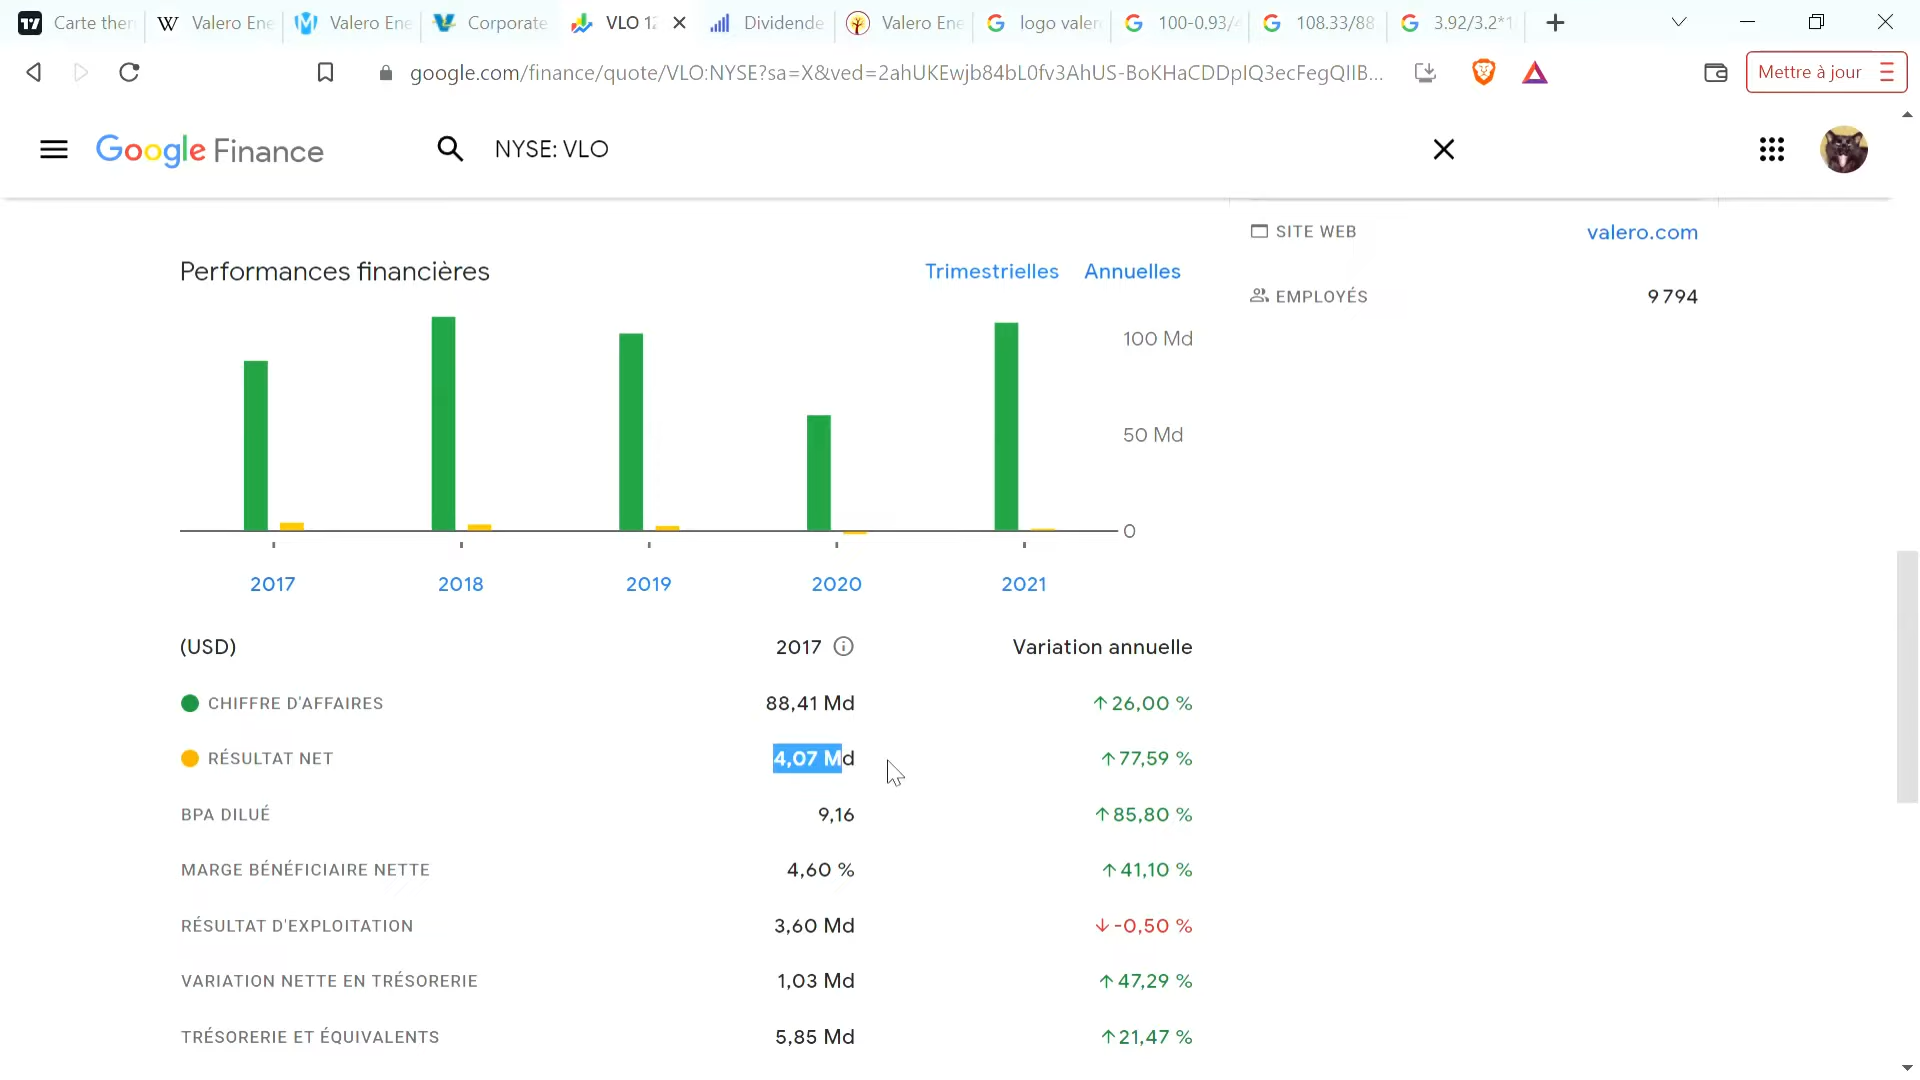 Carte ther
W Valero Ene
Valero Ene
Corporate
VLO 12
Dividende
Valero Ene
logo valer
100-0.93/4
108.33/88
3.92/3.2*1
google.com/finance/quote/VLO:NYSE?sa=X&ved=2ahUKEwjb84bL0fv3AhUS-BoKHaCDDpIQ3ecFegQIIB...
Mettre à jour
Google Finance
NYSE: VLO
SITE WEB
valero.com
EMPLOYÉS
9 794
Performances financières
Trimestrielles
Annuelles
100 Md
50 Md
0
2017
2018
2019
2020
2021
(USD)
2017
Variation annuelle
CHIFFRE D'AFFAIRES
88,41 Md
↑26,00 %
RÉSULTAT NET
4,07 Md
↑77,59 %
BPA DILUÉ
9,16
↑85,80 %
MARGE BÉNÉFICIAIRE NETTE
4,60 %
↑41,10 %
RÉSULTAT D'EXPLOITATION
3,60 Md
↓-0,50 %
VARIATION NETTE EN TRÉSORERIE
1,03 Md
↑47,29 %
TRÉSORERIE ET ÉQUIVALENTS
5,85 Md
↑21,47 %